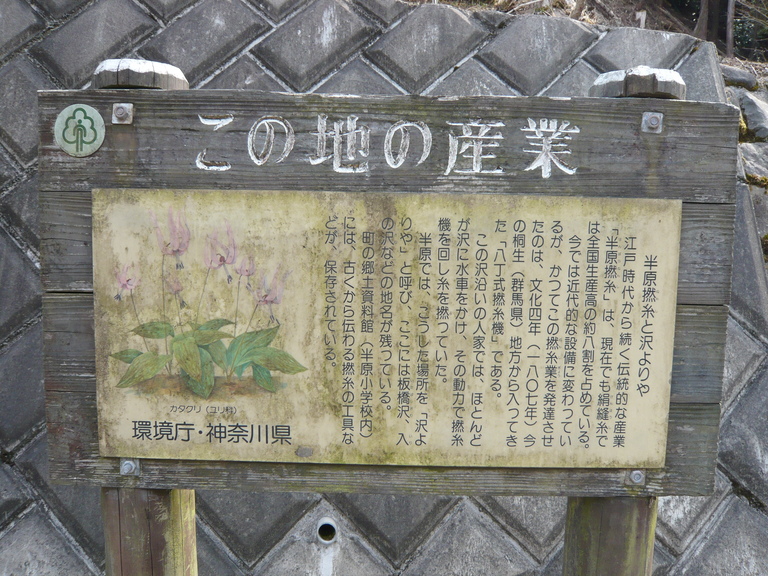 この地の産業
半原撚糸と沢よりや
江戸時代から続く伝統的な産業
「半原撚糸」は、現在でも絹縫糸で
は全国生産高の約八割を占めている。
今では近代的な設備に変わってい
るが、かつてこの撚糸業を発達させ
たのは、文化四年（一八〇七年）今
の桐生（群馬県）地方から入ってき
た「八丁式撚糸機」である。
この沢沿いの人家では、ほとんど
が沢に水車をかけ、その動力で撚糸
機を回し糸を撚っていた。
半原では、こうした場所を「沢よ
りや」と呼び、ここには板橋沢、入
の沢などの地名が残っている。
町の郷土資料館（半原小学校内）
には、古くから伝わる撚糸の工具な
どが、保存されている。
カタクリ（ユリ科）
環境庁・神奈川県